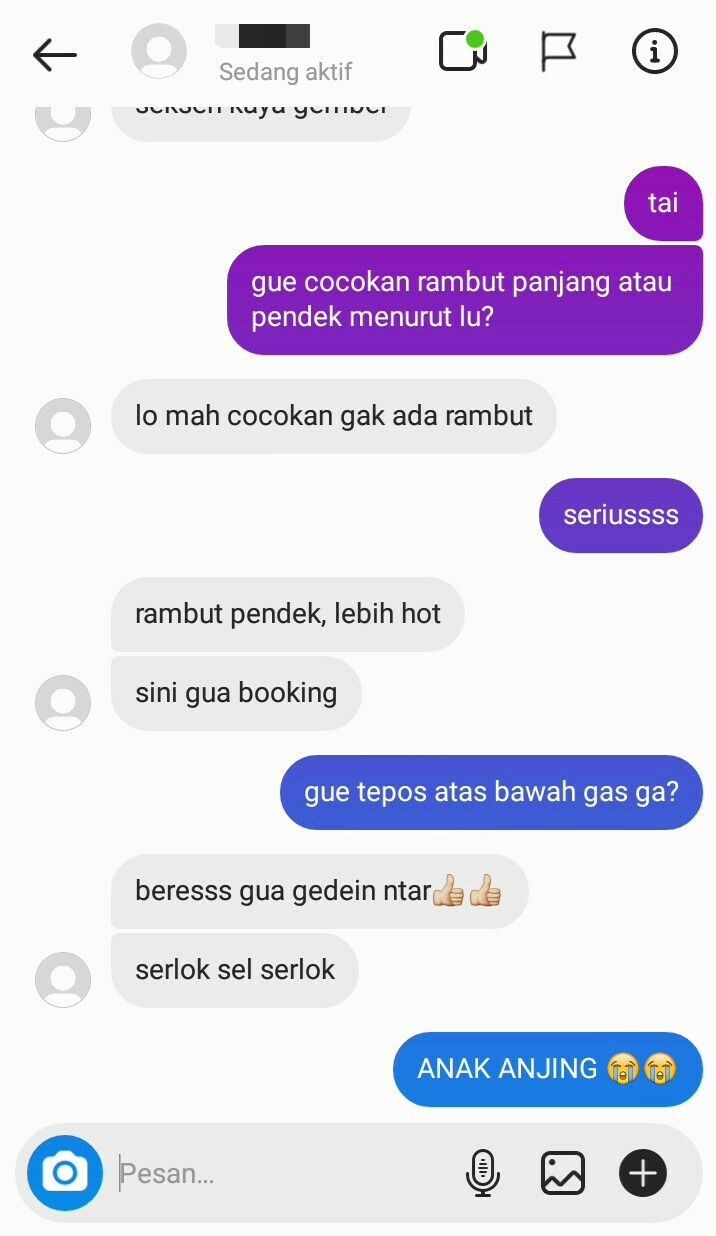 Sedang aktif
tai
gue cocokan rambut panjang atau
pendek menurut lu?
lo mah cocokan gak ada rambut
seriussss
rambut pendek, lebih hot
sini gua booking
gue tepos atas bawah gas ga?
beresss gua gedein ntar👍🏼👍🏼
serlok sel serlok
ANAK ANJING 😭😭
Pesan...